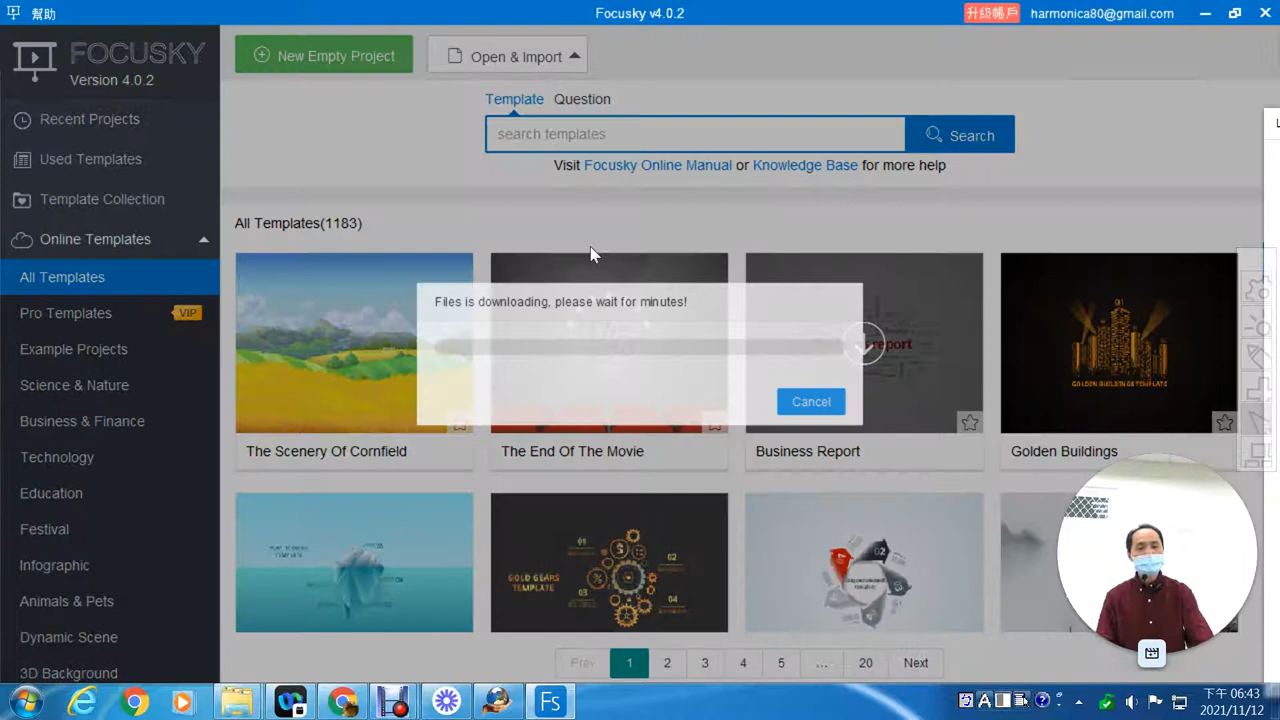 幫助
Focusky v4.0.2
升級帳戶
harmonica80@gmail.com
FOCUSKY
Version 4.0.2
New Empty Project
Open & Import
Recent Projects
Used Templates
Template Collection
Online Templates
All Templates
Pro Templates
VIP
Example Projects
Science & Nature
Business & Finance
Technology
Education
Festival
Infographic
Animals & Pets
Dynamic Scene
3D Background
Template
Question
search templates
Search
Visit Focusky Online Manual or Knowledge Base for more help
All Templates(1183)
Files is downloading, please wait for minutes!
report
Cancel
01
GOLDEN BUILDINGS TEMPLATE
The Scenery Of Cornfield
The End Of The Movie
Business Report
Golden Buildings
01
02
GOLD GEARS
TEMPLATE
03
04
02
Prev
1
2
3
4
5
...
20
Next
Fs
下午 06:43
2021/11/12